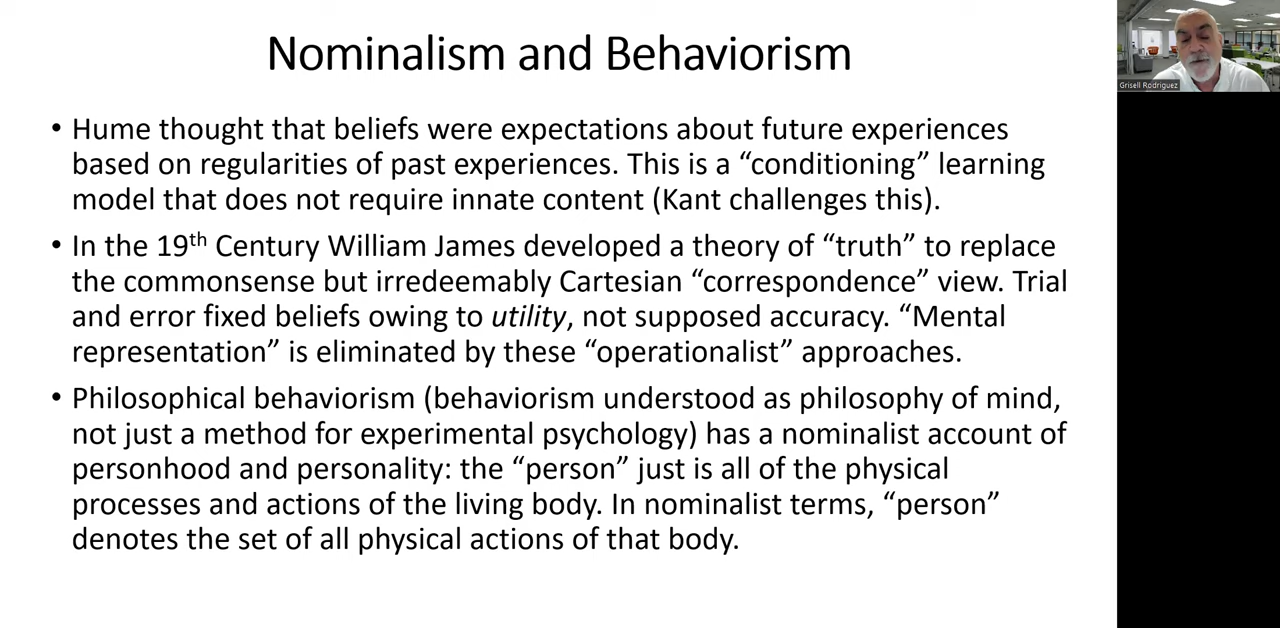 Nominalism and Behaviorism
• Hume thought that beliefs were expectations about future experiences
based on regularities of past experiences. This is a “conditioning” learning
model that does not require innate content (Kant challenges this).
• In the 19th Century William James developed a theory of “truth” to replace
the commonsense but irredeemably Cartesian “correspondence” view. Trial
and error fixed beliefs owing to utility, not supposed accuracy. “Mental
representation” is eliminated by these “operationalist” approaches.
• Philosophical behaviorism (behaviorism understood as philosophy of mind,
not just a method for experimental psychology) has a nominalist account of
personhood and personality: the “person” just is all of the physical
processes and actions of the living body. In nominalist terms, “person”
denotes the set of all physical actions of that body.
Grisell Rodriguez